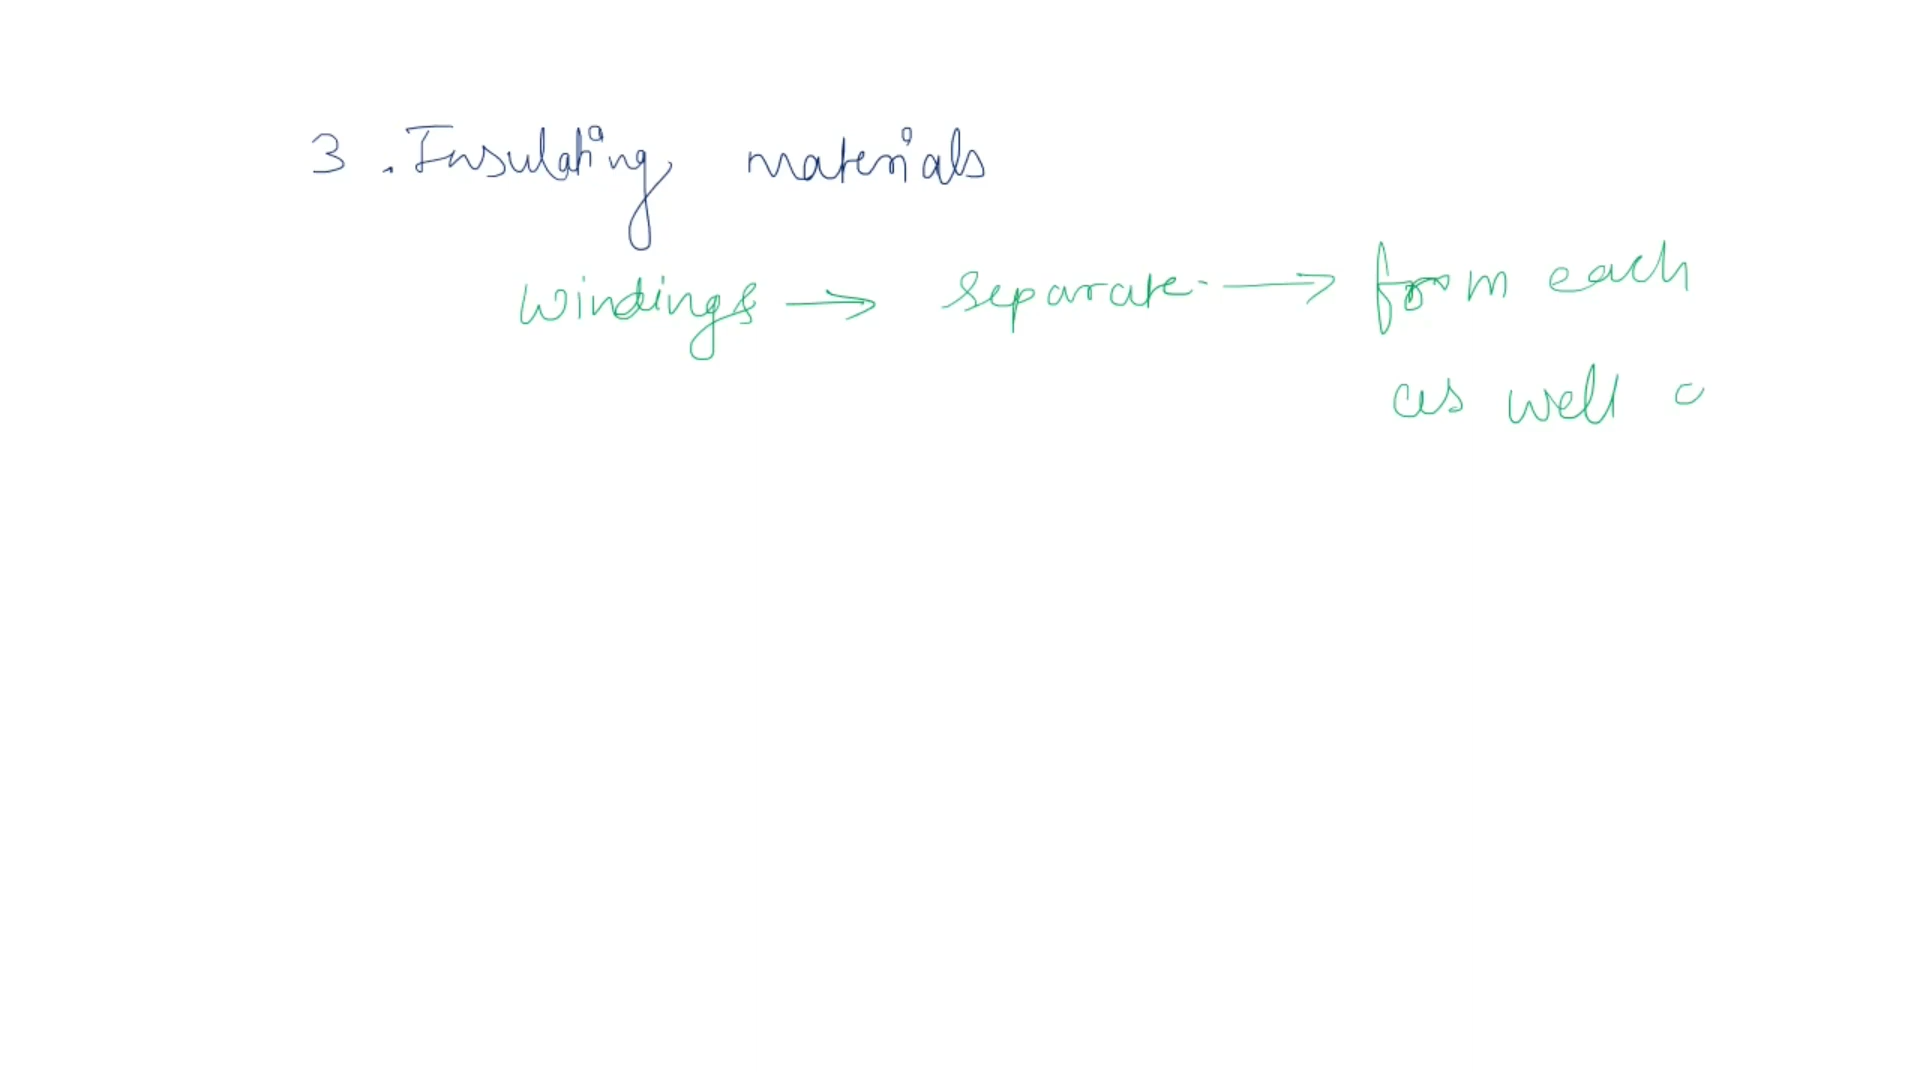 3. Insulating materials
windings → separate → from each
as well